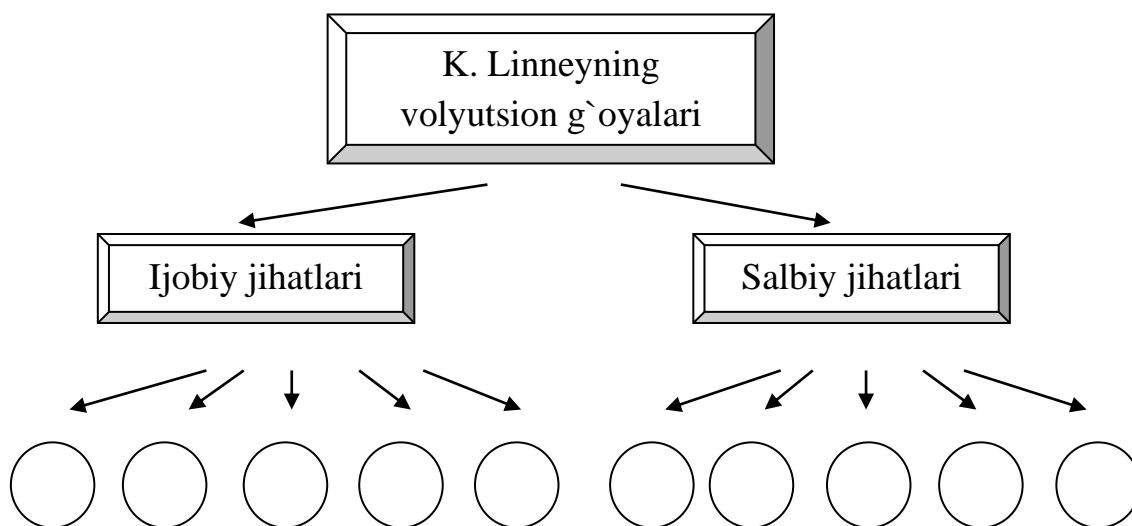 K. Linneyning
volyutsion g`oyalari
Ijobiy jihatlari
Salbiy jihatlari